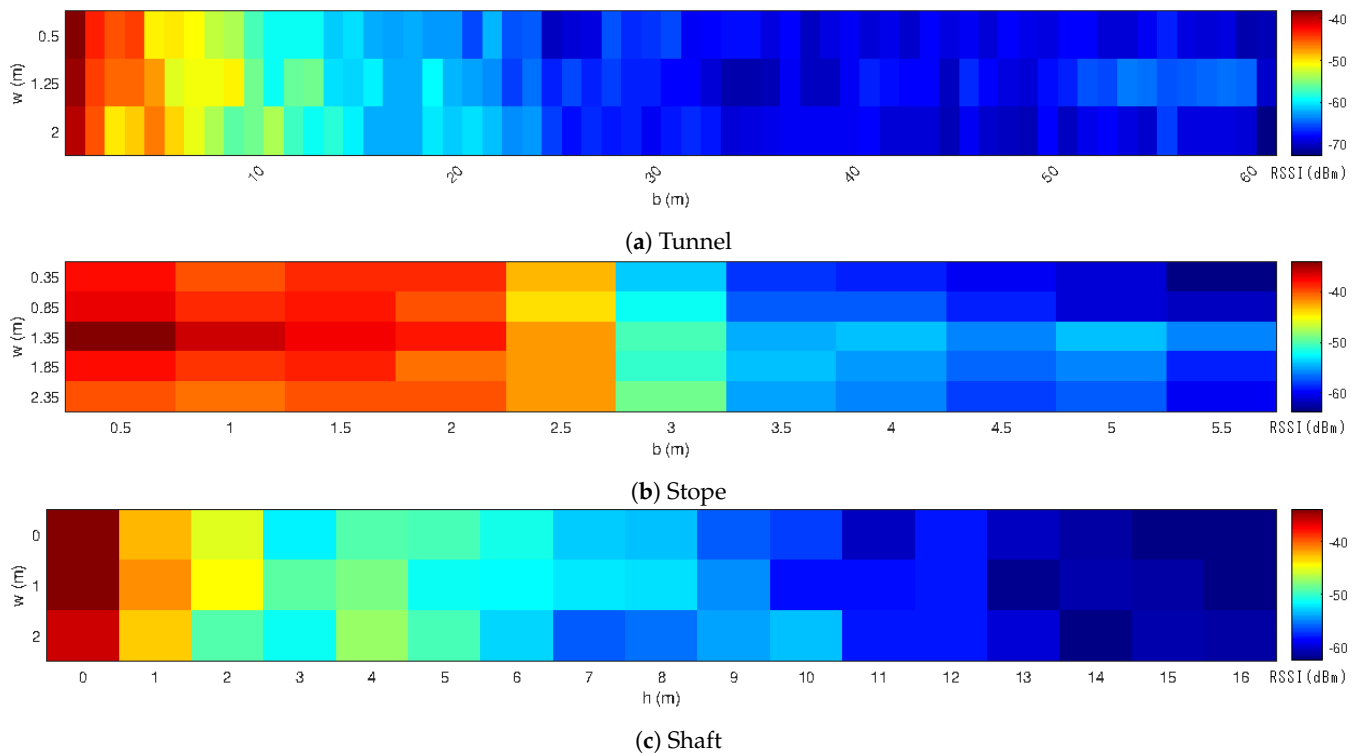 w (m)
0.5
1.25
2
10 20 30 40 50 60
b (m)
-40
-50
-60
-70
RSSI(dBm)
(a) Tunnel
w (m)
0.35
0.85
1.35
1.85
2.35
0.5 1 1.5 2 2.5 3 3.5 4 4.5 5 5.5
b (m)
-40
-50
-60
RSSI(dBm)
(b) Stope
w (m)
0
1
2
0 1 2 3 4 5 6 7 8 9 10 11 12 13 14 15 16
h (m)
-40
-50
-60
RSSI(dBm)
(c) Shaft